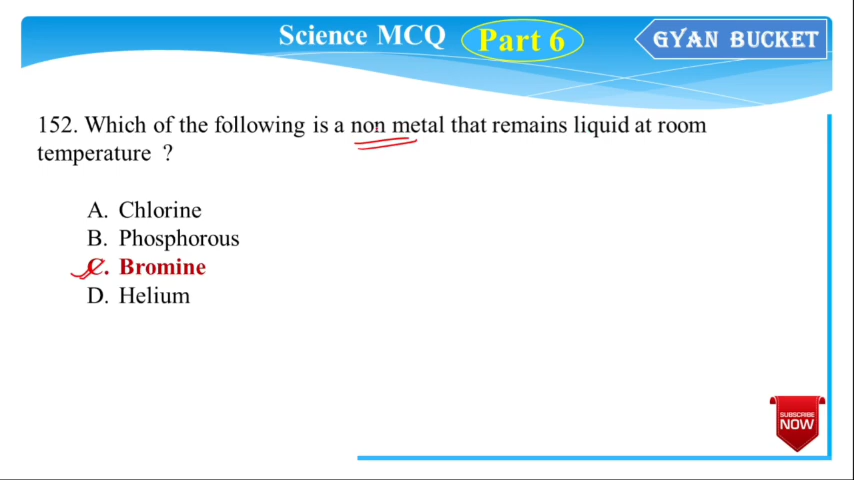 Science MCQ Part 6
GYAN BUCKET
152. Which of the following is a non metal that remains liquid at room
temperature ?
A. Chlorine
B. Phosphorous
C. Bromine
D. Helium
SUBSCRIBE
NOW